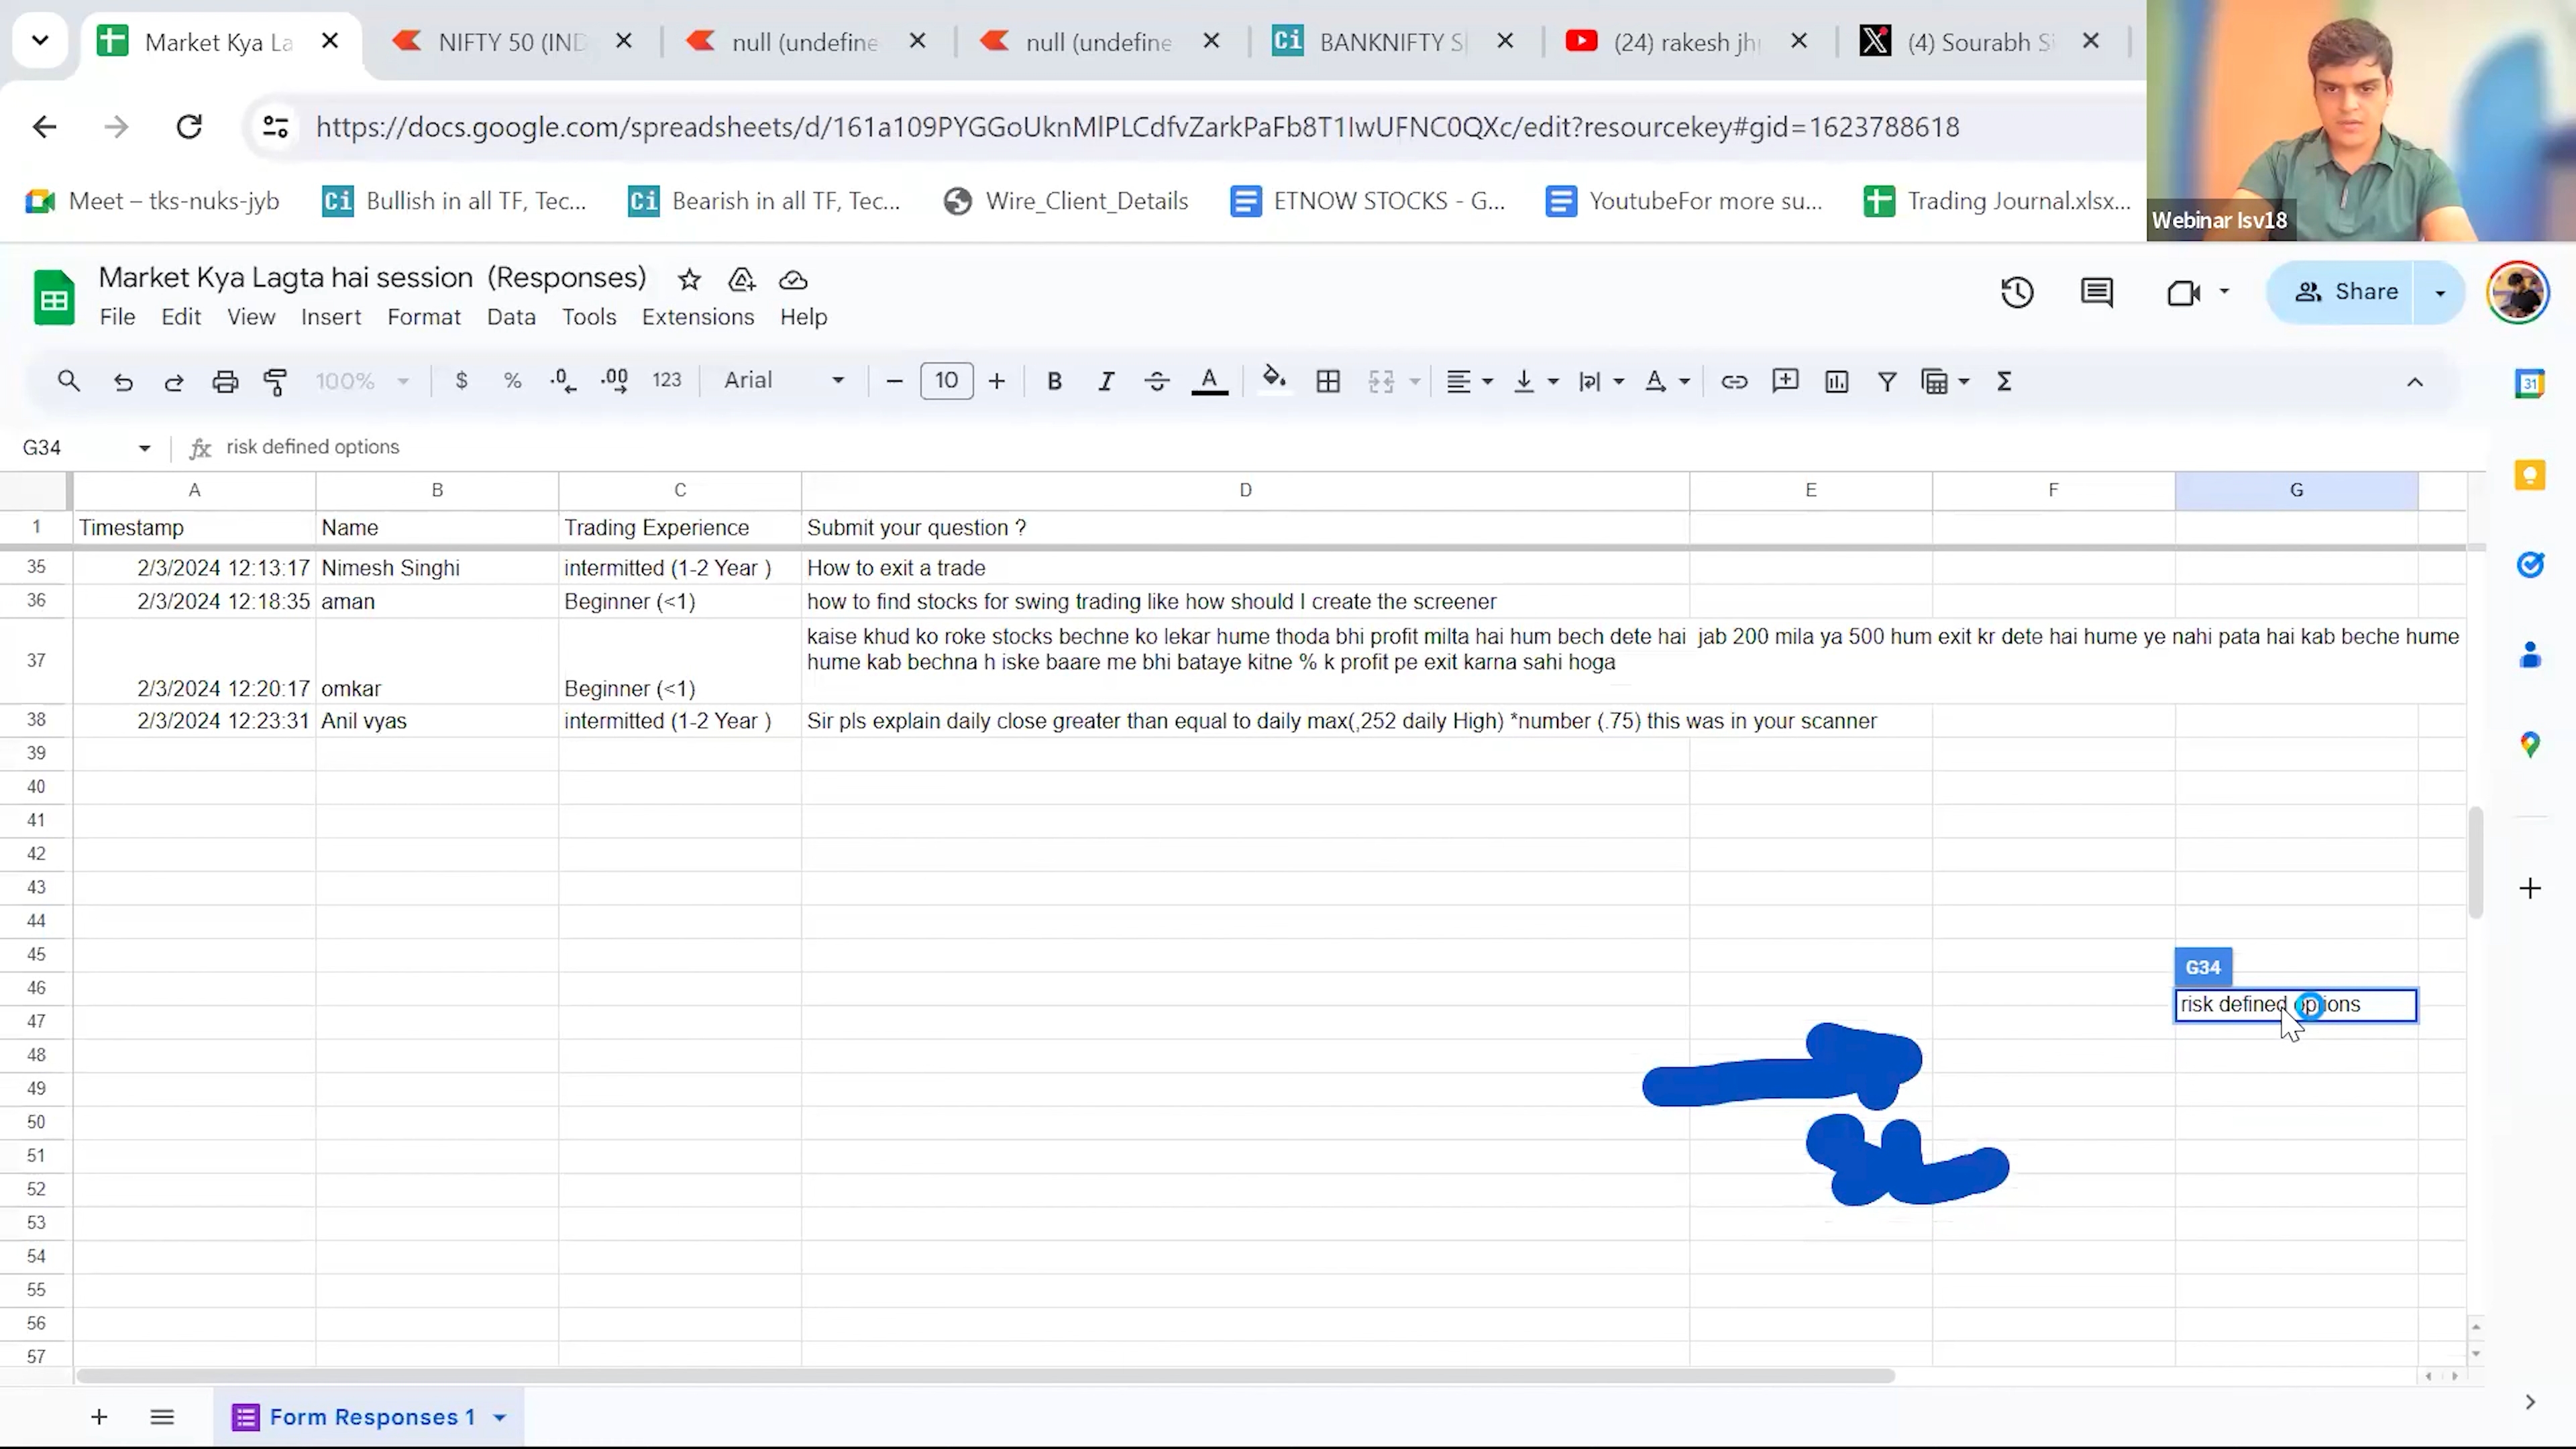 Market Kya La
NIFTY 50 (IND
null (undefine
null (undefine
Ci BANKNIFTY S
(24) rakesh jh
(4) Sourabh S
https://docs.google.com/spreadsheets/d/161a109PYGGoUknMlPLCdfvZarkPaFb8T1IwUFNC0QXc/edit?resourcekey#gid=1623788618
Meet – tks-nuks-jyb
Ci Bullish in all TF, Tec...
Ci Bearish in all TF, Tec...
Wire_Client_Details
ETNOW STOCKS - G...
YoutubeFor more su...
Trading Journal.xlsx...
Webinar lsv18
Market Kya Lagta hai session (Responses)
File Edit View Insert Format Data Tools Extensions Help
Share
100% $ % .0 .00 123 Arial 10 B I A
31
G34 fx risk defined options
A B C D E F G
1 Timestamp Name Trading Experience Submit your question ?
35 2/3/2024 12:13:17 Nimesh Singhi intermitted (1-2 Year ) How to exit a trade
36 2/3/2024 12:18:35 aman Beginner (<1) how to find stocks for swing trading like how should I create the screener
kaise khud ko roke stocks bechne ko lekar hume thoda bhi profit milta hai hum bech dete hai jab 200 mila ya 500 hum exit kr dete hai hume ye nahi pata hai kab beche hume
hume kab bechna h iske baare me bhi bataye kitne % k profit pe exit karna sahi hoga
37 2/3/2024 12:20:17 omkar Beginner (<1)
38 2/3/2024 12:23:31 Anil vyas intermitted (1-2 Year ) Sir pls explain daily close greater than equal to daily max(,252 daily High) *number (.75) this was in your scanner
39
40
41
42
43
44
45
G34
46
risk defined options
47
48
49
50
51
52
53
54
55
56
57
Form Responses 1